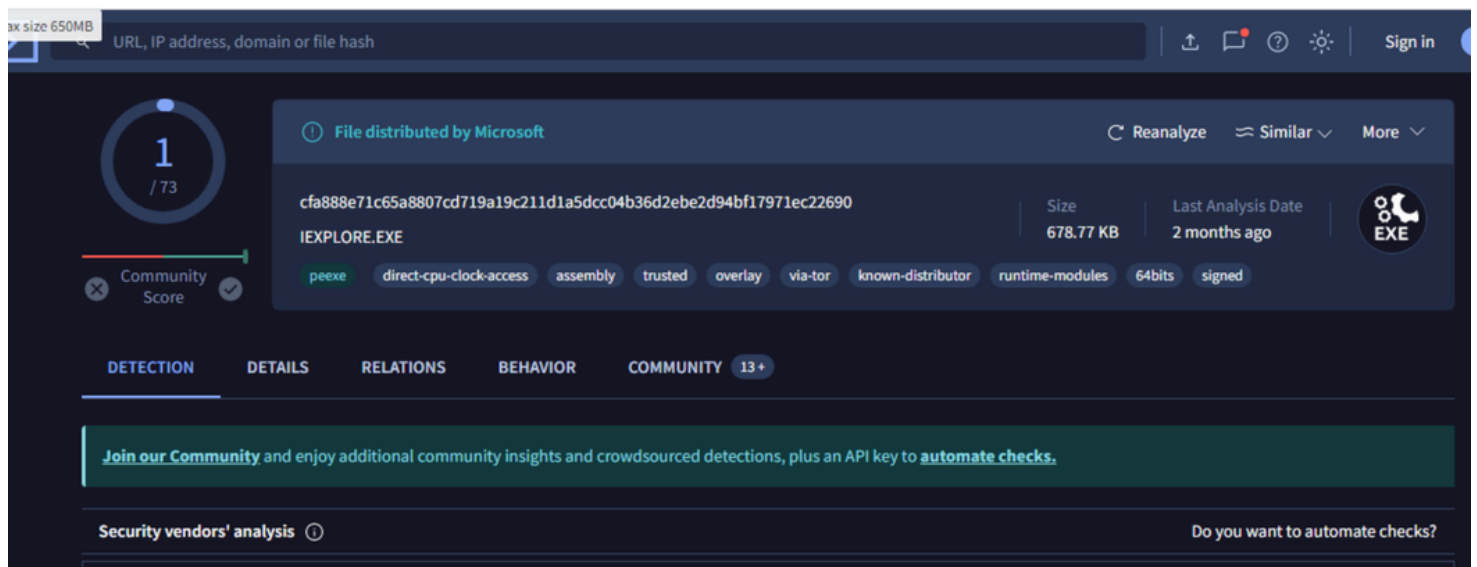 ax size 650MB
URL, IP address, domain or file hash
Sign in
1
/ 73
Community
Score
File distributed by Microsoft
Reanalyze
Similar
More
cfa888e71c65a8807cd719a19c211d1a5dcc04b36d2ebe2d94bf17971ec22690
IEXPLORE.EXE
Size
678.77 KB
Last Analysis Date
2 months ago
EXE
peexe direct-cpu-clock-access assembly trusted overlay via-tor known-distributor runtime-modules 64bits signed
DETECTION DETAILS RELATIONS BEHAVIOR COMMUNITY 13+
Join our Community and enjoy additional community insights and crowdsourced detections, plus an API key to automate checks.
Security vendors' analysis
Do you want to automate checks?